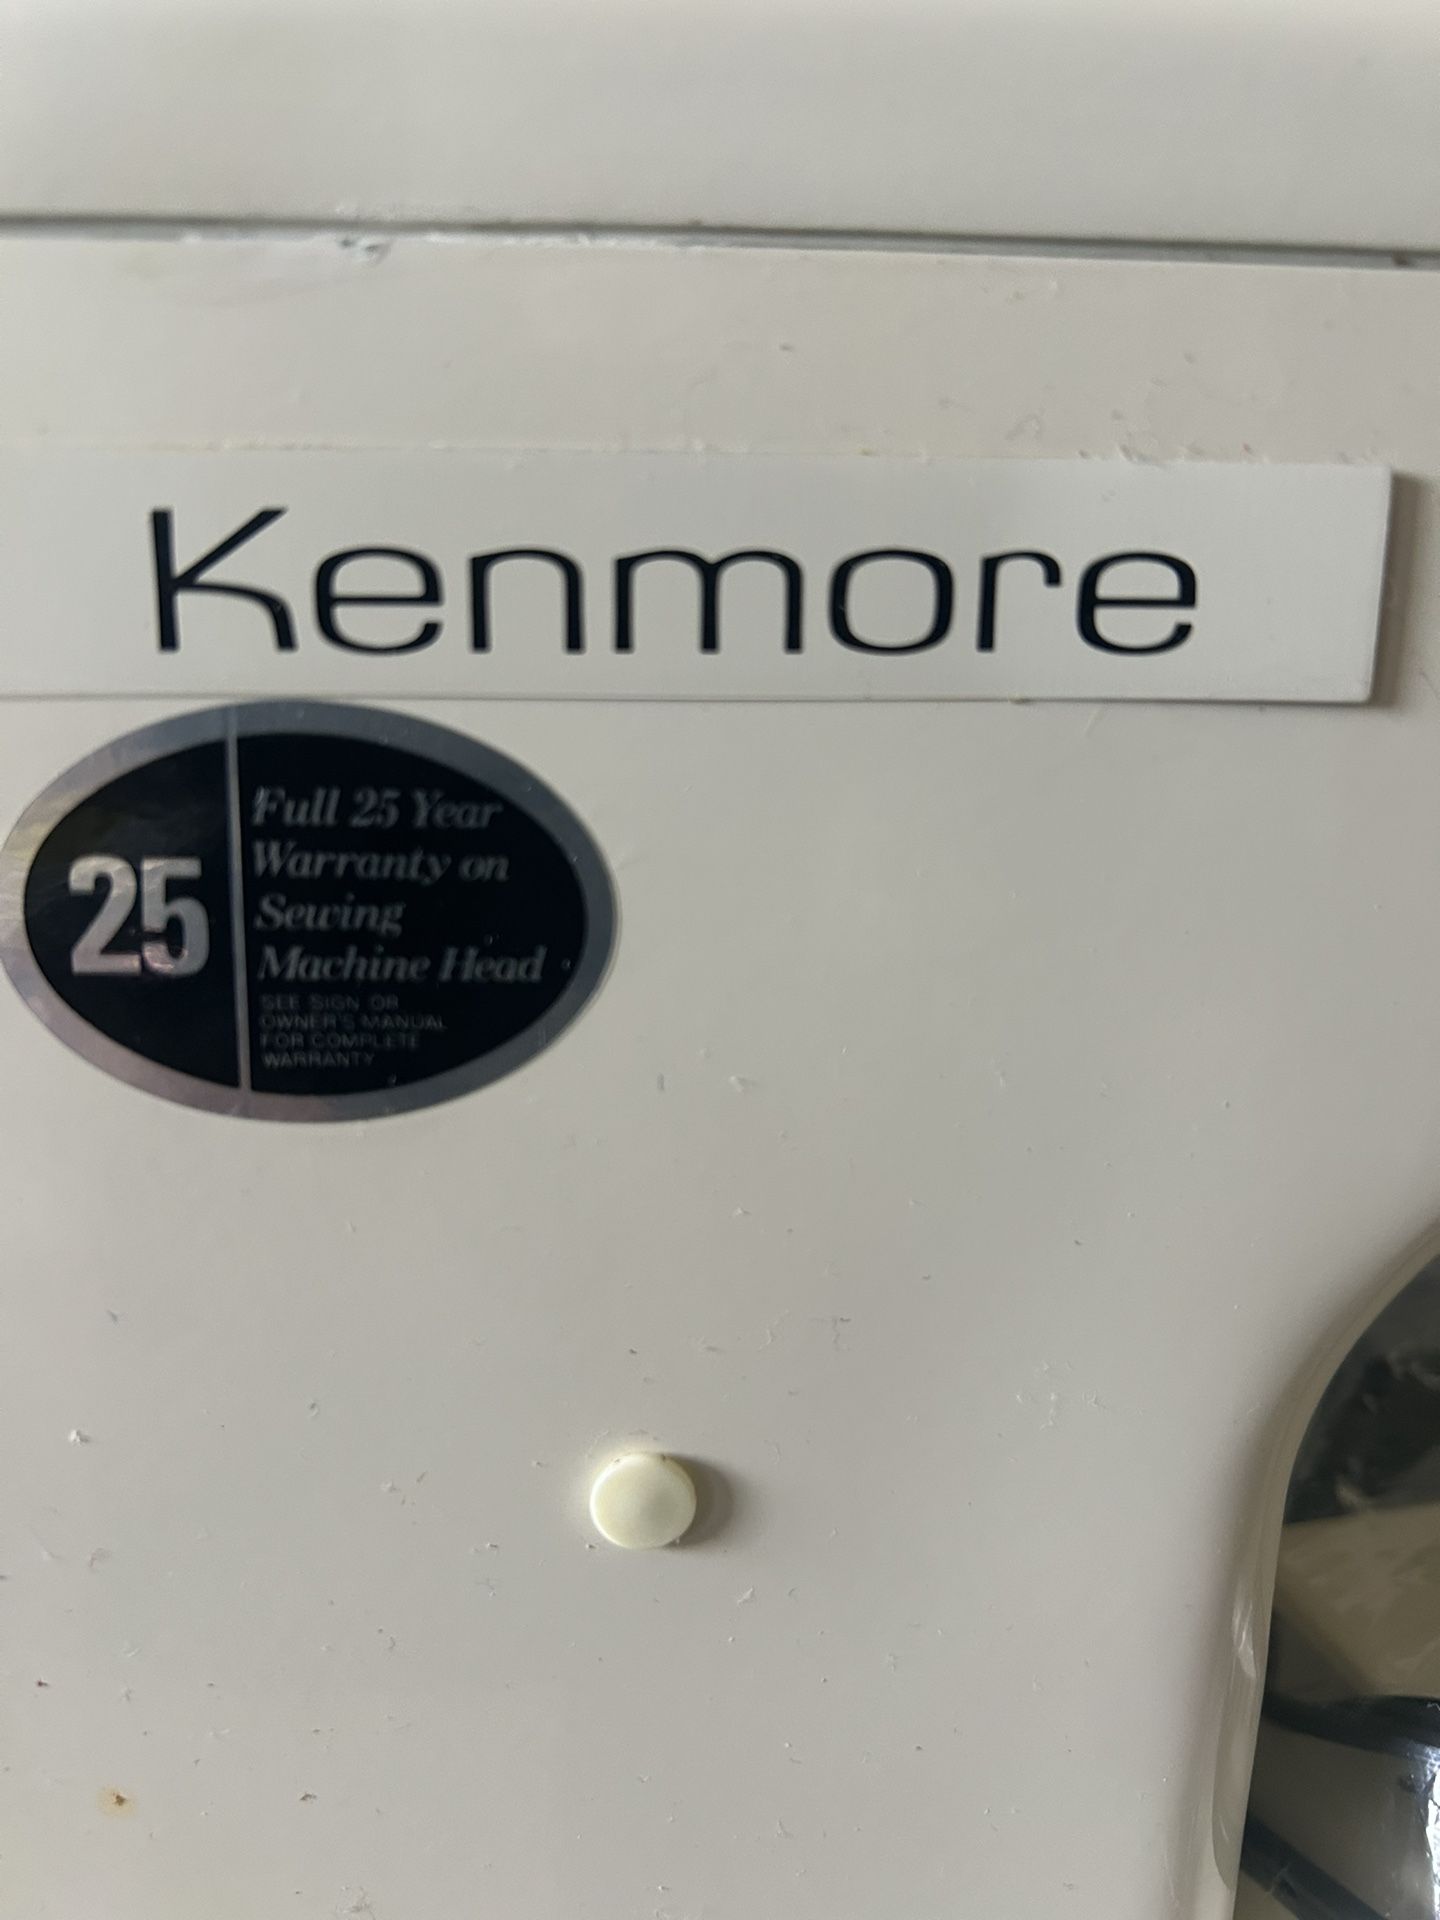 Kenmore
25
Full 25 Year
Warranty on
Sewing
Machine Head
SEE SIGN OR
OWNER'S MANUAL
FOR COMPLETE
WARRANTY